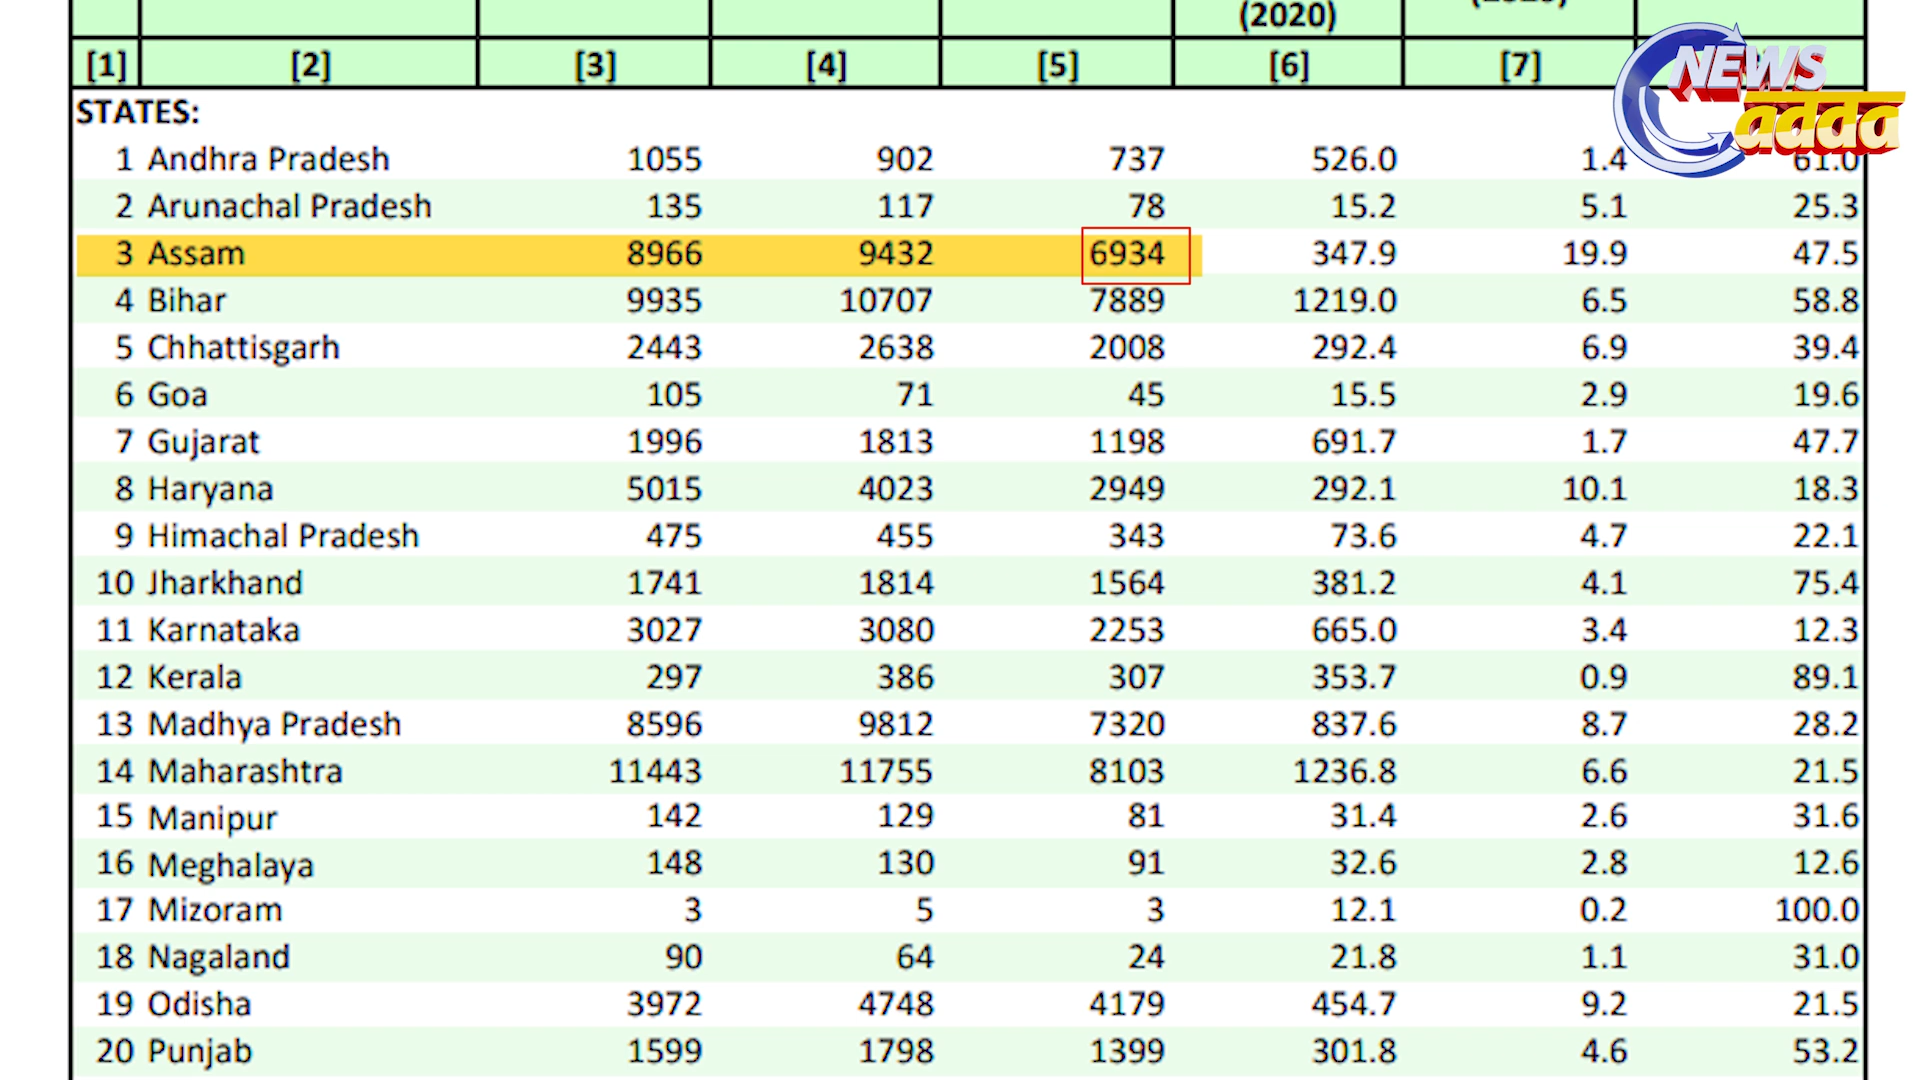 (2020)
[1] [2] [3] [4] [5] [6] [7]
NEWS
adda
STATES:
1 Andhra Pradesh 1055 902 737 526.0 1.4 61.0
2 Arunachal Pradesh 135 117 78 15.2 5.1 25.3
3 Assam 8966 9432 6934 347.9 19.9 47.5
4 Bihar 9935 10707 7889 1219.0 6.5 58.8
5 Chhattisgarh 2443 2638 2008 292.4 6.9 39.4
6 Goa 105 71 45 15.5 2.9 19.6
7 Gujarat 1996 1813 1198 691.7 1.7 47.7
8 Haryana 5015 4023 2949 292.1 10.1 18.3
9 Himachal Pradesh 475 455 343 73.6 4.7 22.1
10 Jharkhand 1741 1814 1564 381.2 4.1 75.4
11 Karnataka 3027 3080 2253 665.0 3.4 12.3
12 Kerala 297 386 307 353.7 0.9 89.1
13 Madhya Pradesh 8596 9812 7320 837.6 8.7 28.2
14 Maharashtra 11443 11755 8103 1236.8 6.6 21.5
15 Manipur 142 129 81 31.4 2.6 31.6
16 Meghalaya 148 130 91 32.6 2.8 12.6
17 Mizoram 3 5 3 12.1 0.2 100.0
18 Nagaland 90 64 24 21.8 1.1 31.0
19 Odisha 3972 4748 4179 454.7 9.2 21.5
20 Punjab 1599 1798 1399 301.8 4.6 53.2